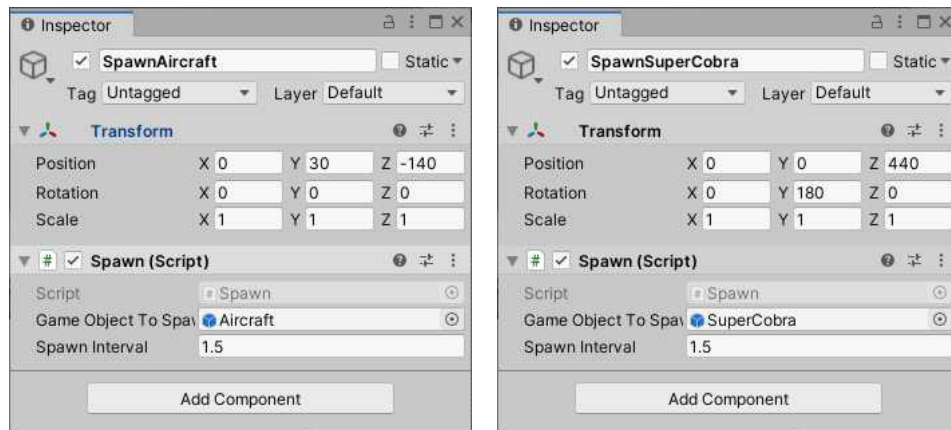 Inspector
SpawnAircraft
Static
Tag Untagged Layer Default
Transform
Position X 0 Y 30 Z -140
Rotation X 0 Y 0 Z 0
Scale X 1 Y 1 Z 1
# Spawn (Script)
Script # Spawn
Game Object To Spav Aircraft
Spawn Interval 1.5
Add Component
Inspector
SpawnSuperCobra
Static
Tag Untagged Layer Default
Transform
Position X 0 Y 0 Z 440
Rotation X 0 Y 180 Z 0
Scale X 1 Y 1 Z 1
# Spawn (Script)
Script # Spawn
Game Object To Spav SuperCobra
Spawn Interval 1.5
Add Component